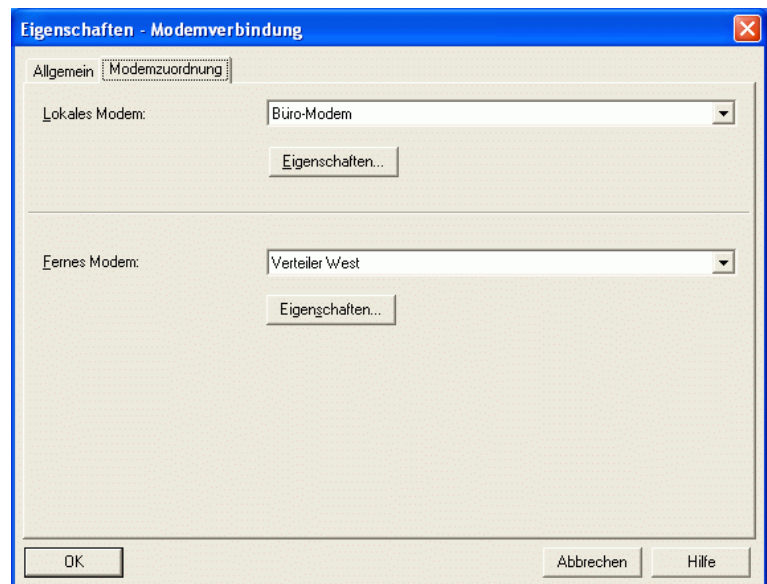 Eigenschaften - Modemverbindung
Allgemein Modemzuordnung
Lokales Modem: Büro-Modem
Eigenschaften...
Fernes Modem: Verteiler West
Eigenschaften...
OK Abbrechen Hilfe